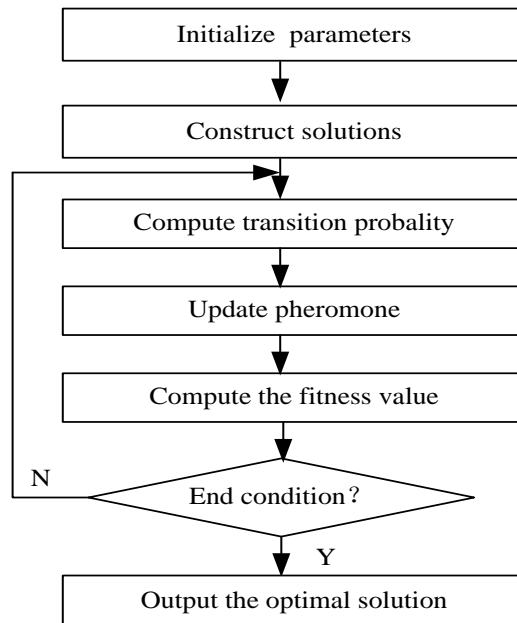 Initialize parameters
Construct solutions
Compute transition probality
Update pheromone
Compute the fitness value
N
End condition？
Y
Output the optimal solution